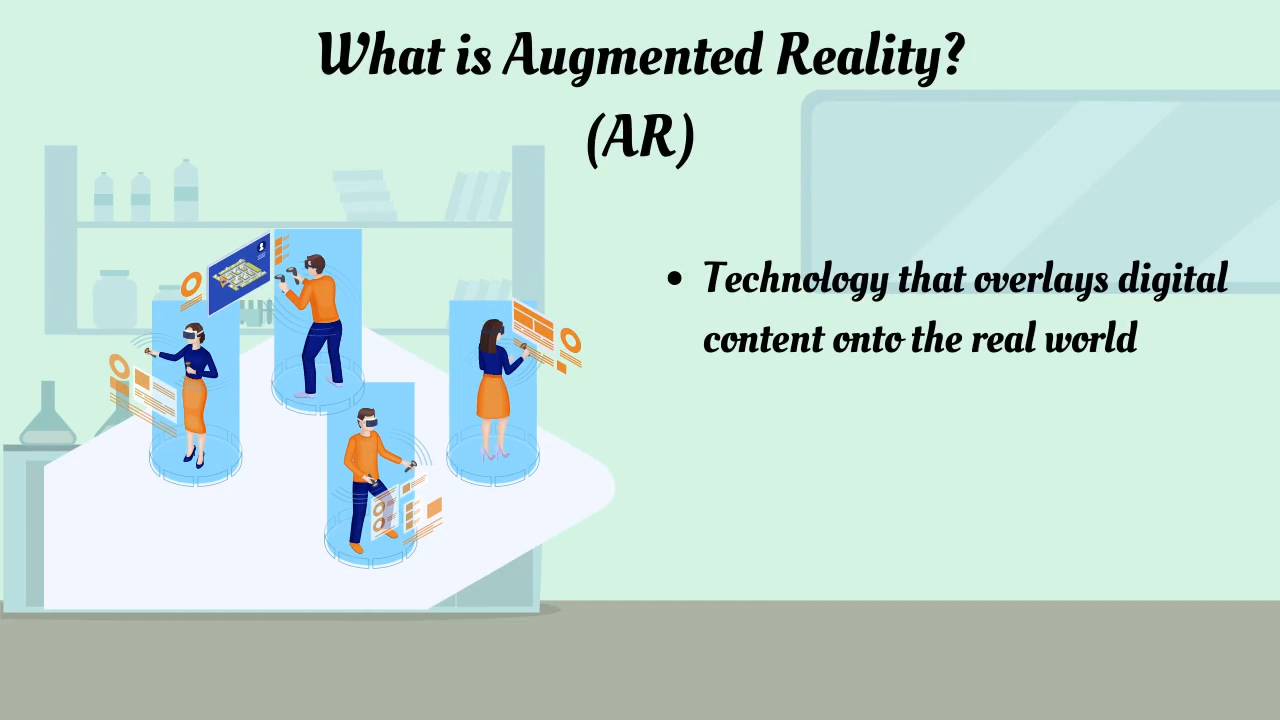 What is Augmented Reality?
(AR)
• Technology that overlays digital
content onto the real world